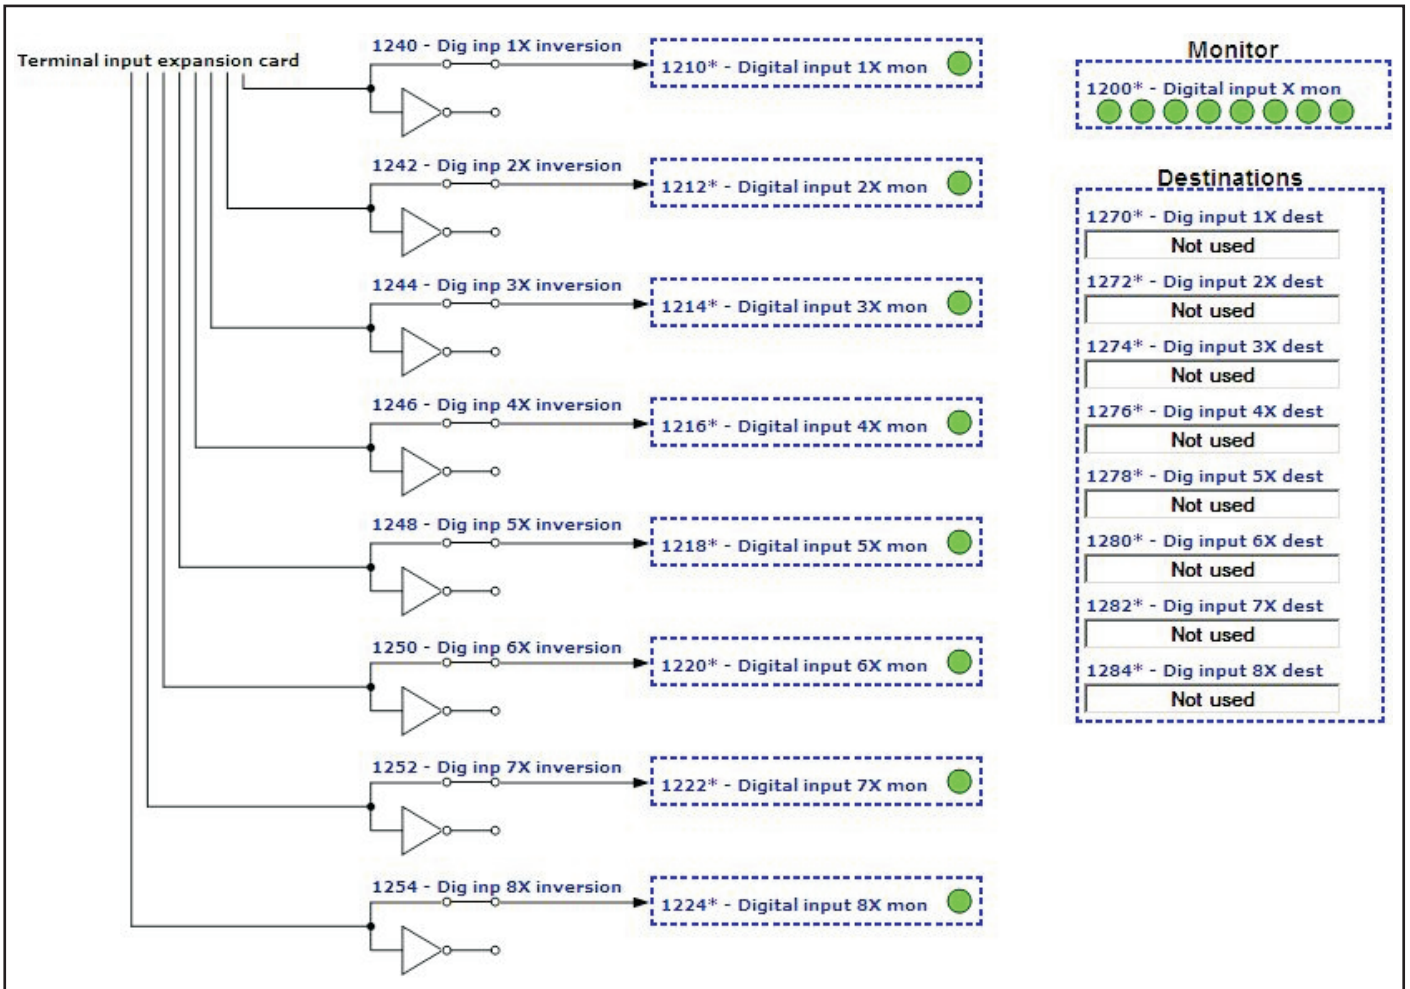 Terminal input expansion card
1240 - Dig inp 1X inversion
1210* - Digital input 1X mon
1242 - Dig inp 2X inversion
1212* - Digital input 2X mon
1244 - Dig inp 3X inversion
1214* - Digital input 3X mon
1246 - Dig inp 4X inversion
1216* - Digital input 4X mon
1248 - Dig inp 5X inversion
1218* - Digital input 5X mon
1250 - Dig inp 6X inversion
1220* - Digital input 6X mon
1252 - Dig inp 7X inversion
1222* - Digital input 7X mon
1254 - Dig inp 8X inversion
1224* - Digital input 8X mon
Monitor
1200* - Digital input X mon
Destinations
1270* - Dig input 1X dest
Not used
1272* - Dig input 2X dest
Not used
1274* - Dig input 3X dest
Not used
1276* - Dig input 4X dest
Not used
1278* - Dig input 5X dest
Not used
1280* - Dig input 6X dest
Not used
1282* - Dig input 7X dest
Not used
1284* - Dig input 8X dest
Not used